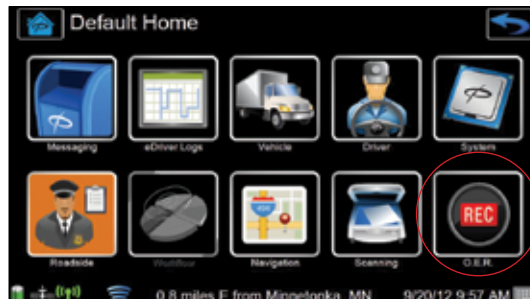 Default Home
Messaging eDriver Logs Vehicle Driver System
REC
Roadside Workflow Navigation Scanning O.E.R.
0.8 miles E from Minnetonka, MN 9/20/12 9:57 AM